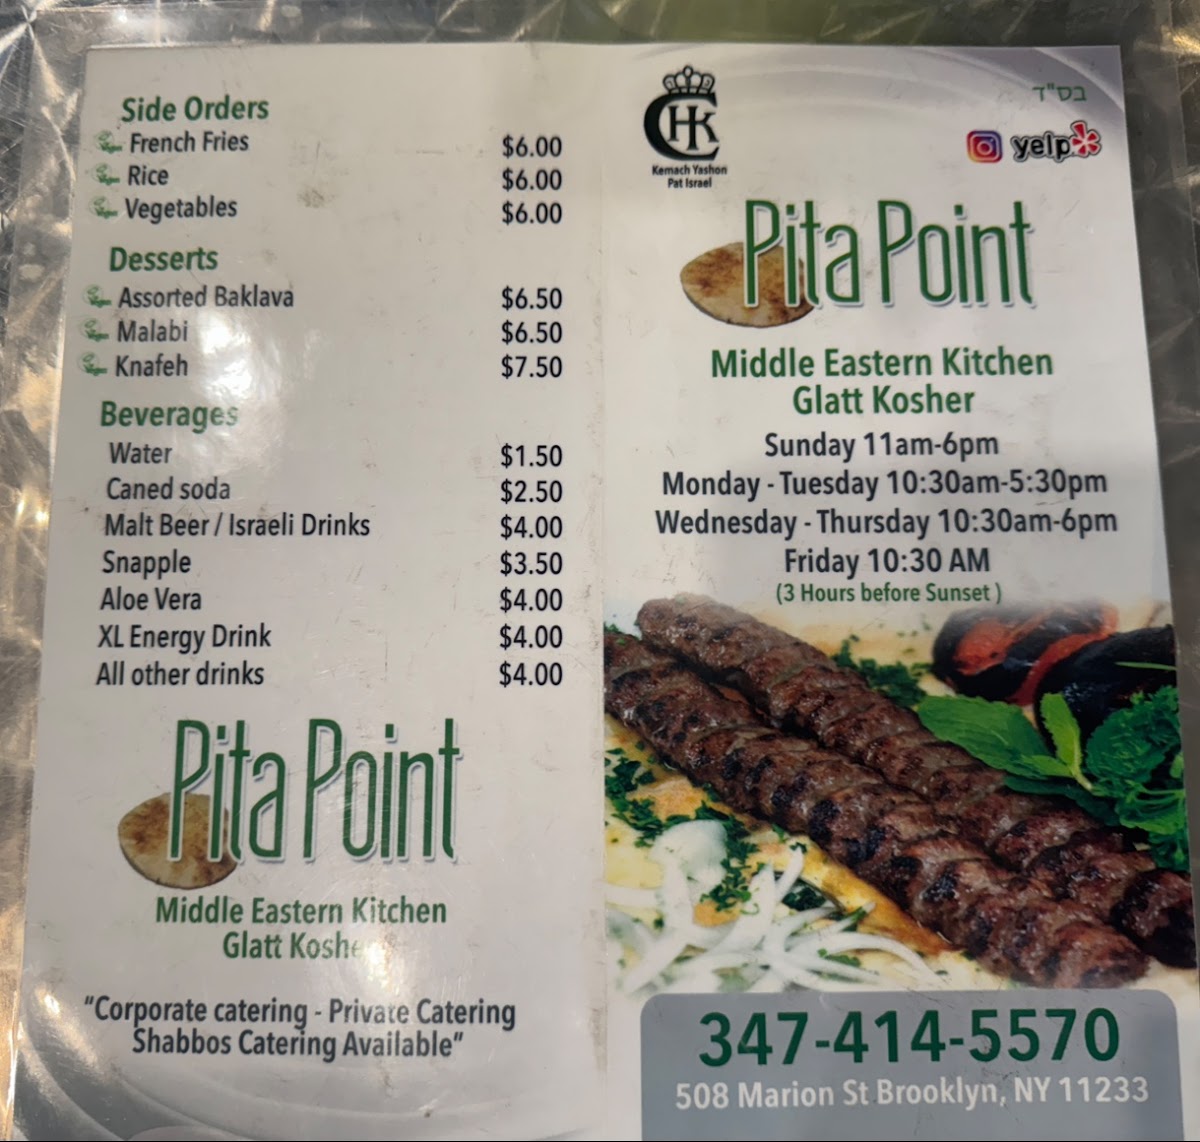 Side Orders
French Fries $6.00
Rice $6.00
Vegetables $6.00
Desserts
Assorted Baklava $6.50
Malabi $6.50
Knafeh $7.50
Beverages
Water $1.50
Caned soda $2.50
Malt Beer / Israeli Drinks $4.00
Snapple $3.50
Aloe Vera $4.00
XL Energy Drink $4.00
All other drinks $4.00
Pita Point
Middle Eastern Kitchen
Glatt Kosher
"Corporate catering - Private Catering
Shabbos Catering Available"
CHK
Kemach Yashon
Pat Israel
בס"ד
yelp
Pita Point
Middle Eastern Kitchen
Glatt Kosher
Sunday 11am-6pm
Monday - Tuesday 10:30am-5:30pm
Wednesday - Thursday 10:30am-6pm
Friday 10:30 AM
(3 Hours before Sunset )
347-414-5570
508 Marion St Brooklyn, NY 11233